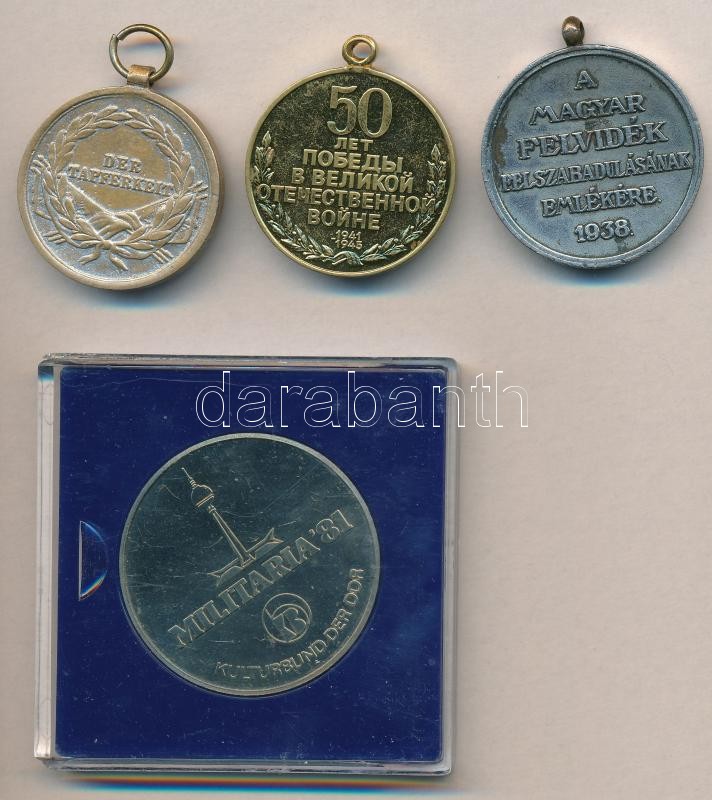 DER
TAPFERKEIT
50
ЛЕТ
ПОБЕДЫ
В ВЕЛИКОЙ
ОТЕЧЕСТВЕННОЙ
ВОЙНЕ
1941
1945
A
MAGYAR
FELVIDÉK
FELSZABADULÁSÁNAK
EMLÉKÉRE.
1938.
darabanth
MILITARIA'81
KB
KULTURBUND DER DDR